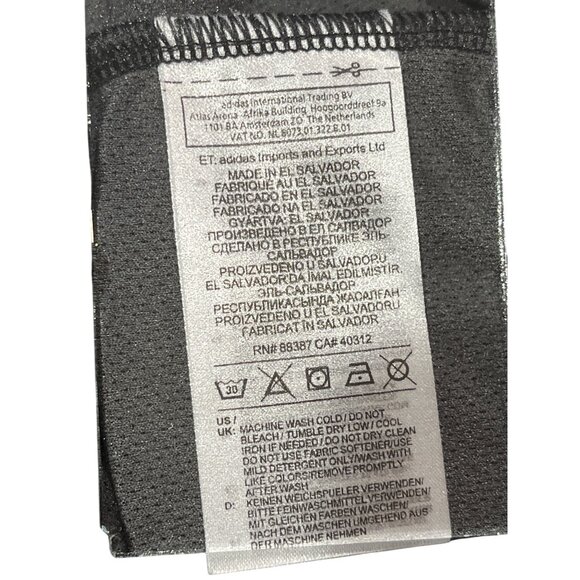 adidas International Trading BV
Atlas Arena Afrika Building, Hoogoorddreef 9a
1101 BA Amsterdam ZO The Netherlands
VAT NO. NL 8073.01.322.B.01
ET: adidas Imports and Exports Ltd
MADE IN EL SALVADOR
FABRIQUÉ AU EL SALVADOR
FABRICADO EN EL SALVADOR
FABRICADO NA EL SALVADOR
GYÁRTVA: EL SALVADOR
ПРОИЗВЕДЕНО В ЕЛ САЛВАДОР
СДЕЛАНО В РЕСПУБЛИКЕ ЭЛЬ-
САЛЬВАДОР
PROIZVEDENO U EL SALVADORU
EL SALVADOR'DA İMAL EDİLMİSTİR.
ЭЛЬ-САЛЬВАДОР
РЕСПУБЛИКАСЫНДА ЖАСАЛҒАН
PROIZVEDENO U EL SALVADORU
FABRICAT ÎN EL SALVADOR
RN# 88387 CA# 40312
30
US /
UK: MACHINE WASH COLD / DO NOT
BLEACH / TUMBLE DRY LOW / COOL
IRON IF NEEDED / DO NOT DRY CLEAN
DO NOT USE FABRIC SOFTENER/USE
MILD DETERGENT ONLY/WASH WITH
LIKE COLORS/REMOVE PROMPTLY
AFTER WASH
D: KEINEN WEICHSPUELER VERWENDEN/
BITTE FEINWASCHMITTEL VERWENDEN/
MIT GLEICHEN FARBEN WASCHEN/
NACH DEM WASCHEN UMGEHEND AUS
DER MASCHINE NEHMEN